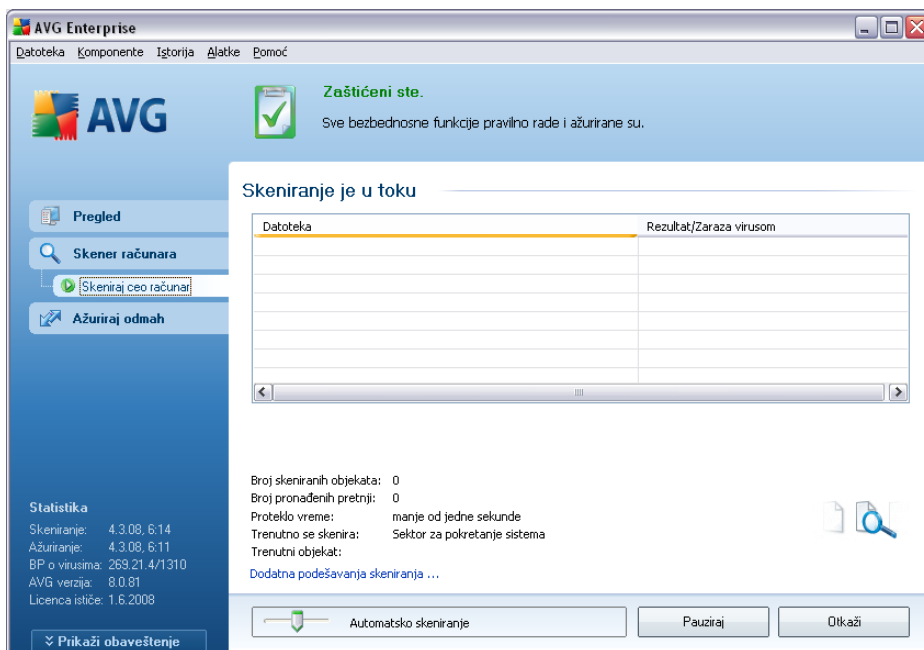 AVG Enterprise
Datoteka Komponente Istorija Alatke Pomoć
AVG
Zaštićeni ste.
Sve bezbednosne funkcije pravilno rade i ažurirane su.
Pregled
Skener računara
Skeniraj ceo računar
Ažuriraj odmah
Skeniranje je u toku
Datoteka Rezultat/Zaraza virusom
Broj skeniranih objekata: 0
Broj pronađenih pretnji: 0
Proteklo vreme: manje od jedne sekunde
Trenutno se skenira: Sektor za pokretanje sistema
Trenutni objekat:
Dodatna podešavanja skeniranja ...
Statistika
Skeniranje: 4.3.08, 6:14
Ažuriranje: 4.3.08, 6:11
BP o virusima: 269.21.4/1310
AVG verzija: 8.0.81
Licenca ističe: 1.6.2008
Prikaži obaveštenje
Automatsko skeniranje
Pauziraj
Otkaži